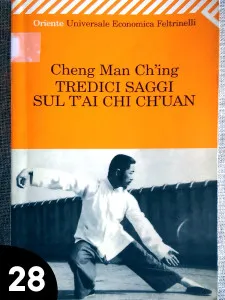 Oriente Universale Economica Feltrinelli
Cheng Man Ch'ing
TREDICI SAGGI
SUL T'AI CHI CH'UAN
28